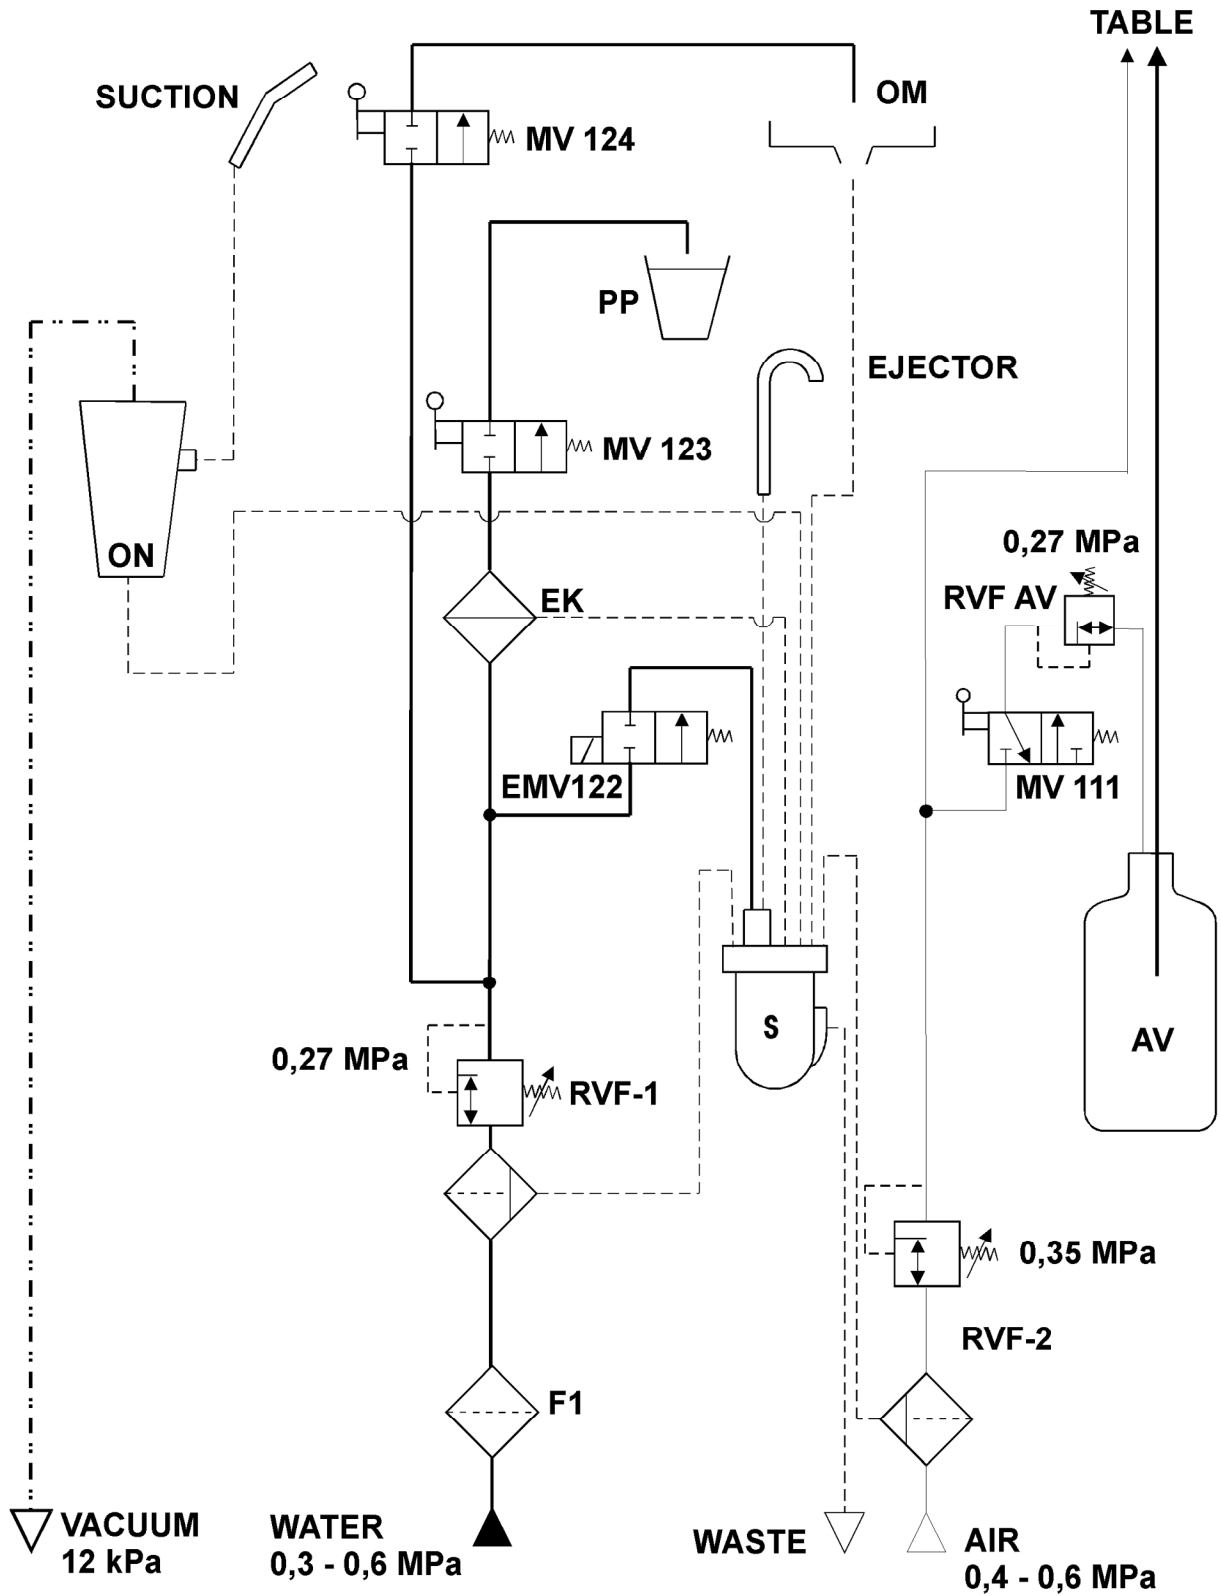 TABLE
SUCTION
OM
MV 124
PP
EJECTOR
MV 123
ON
0,27 MPa
RVF AV
EK
EMV122
MV 111
S
AV
0,27 MPa
RVF-1
0,35 MPa
RVF-2
F1
VACUUM
12 kPa
WATER
0,3 - 0,6 MPa
WASTE
AIR
0,4 - 0,6 MPa